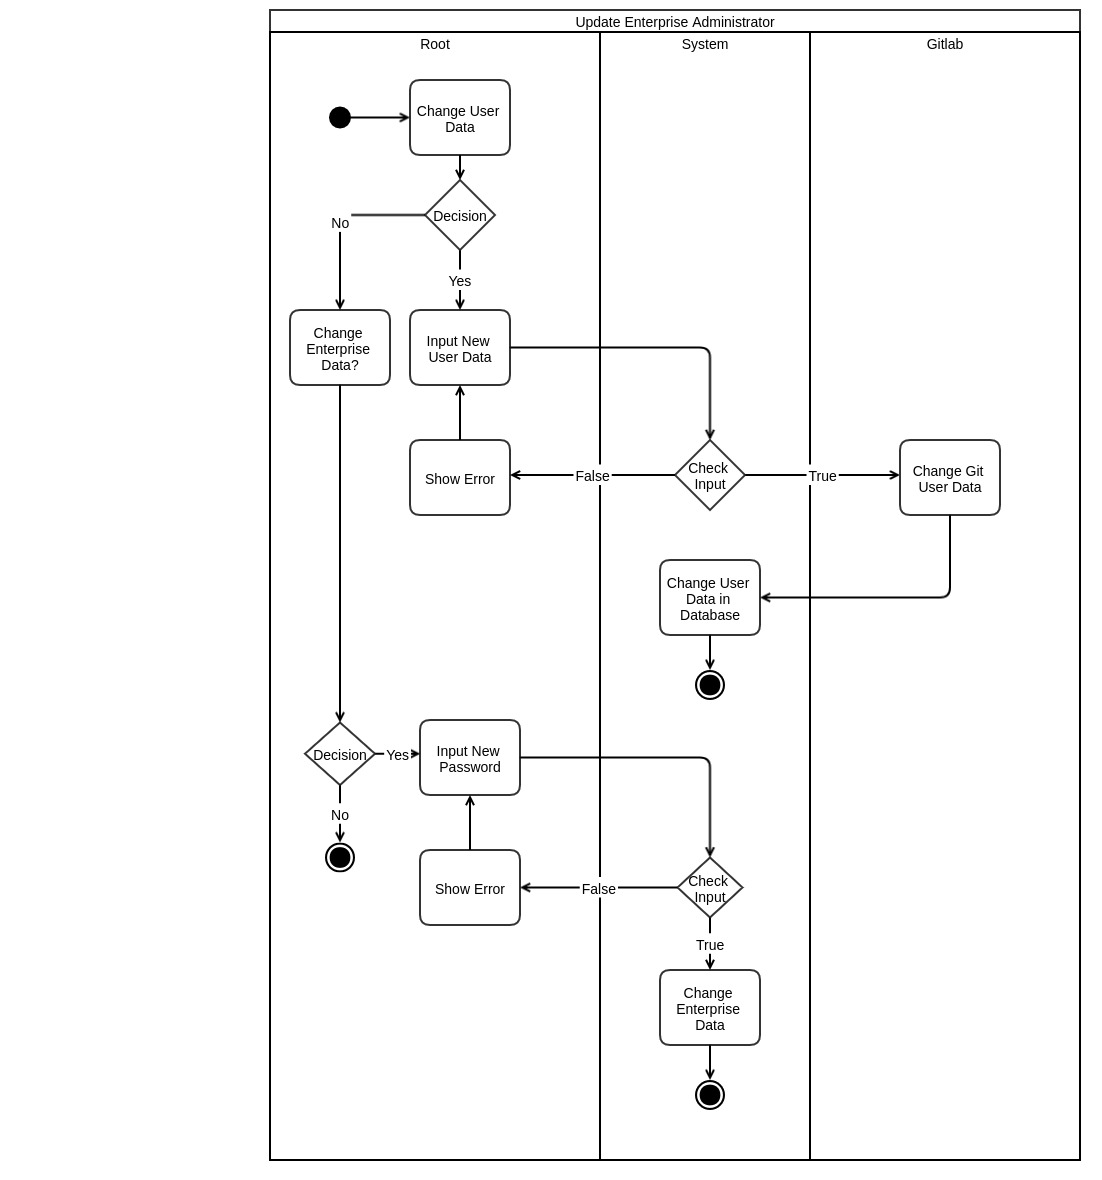 Update Enterprise Administrator
Root
System
Gitlab
Change User
Data
Decision
No
Yes
Change
Enterprise
Data?
Input New
User Data
Show Error
False
Check
Input
True
Change Git
User Data
Change User
Data in
Database
Decision
Yes
Input New
Password
No
Show Error
False
Check
Input
True
Change
Enterprise
Data